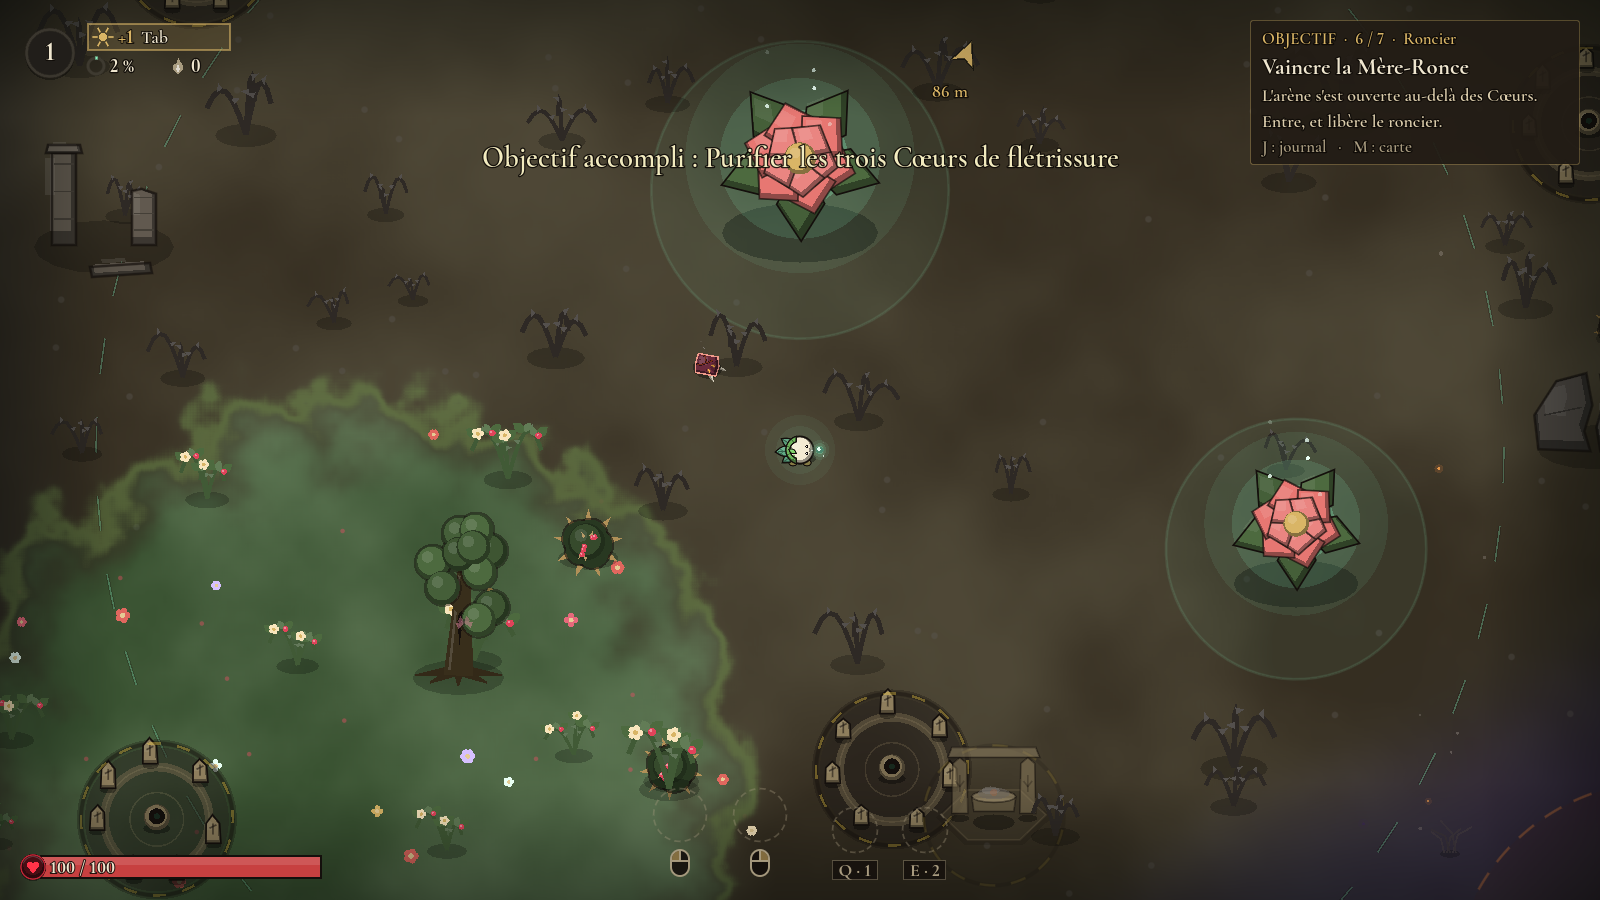 1
+1 Tab
2 %
0
86 m
Objectif accompli : Purifier les trois Cœurs de flétrissure
OBJECTIF · 6 / 7 · Roncier
Vaincre la Mère-Ronce
L'arène s'est ouverte au-delà des Cœurs.
Entre, et libère le roncier.
J : journal · M : carte
100 / 100
Q · 1
E · 2